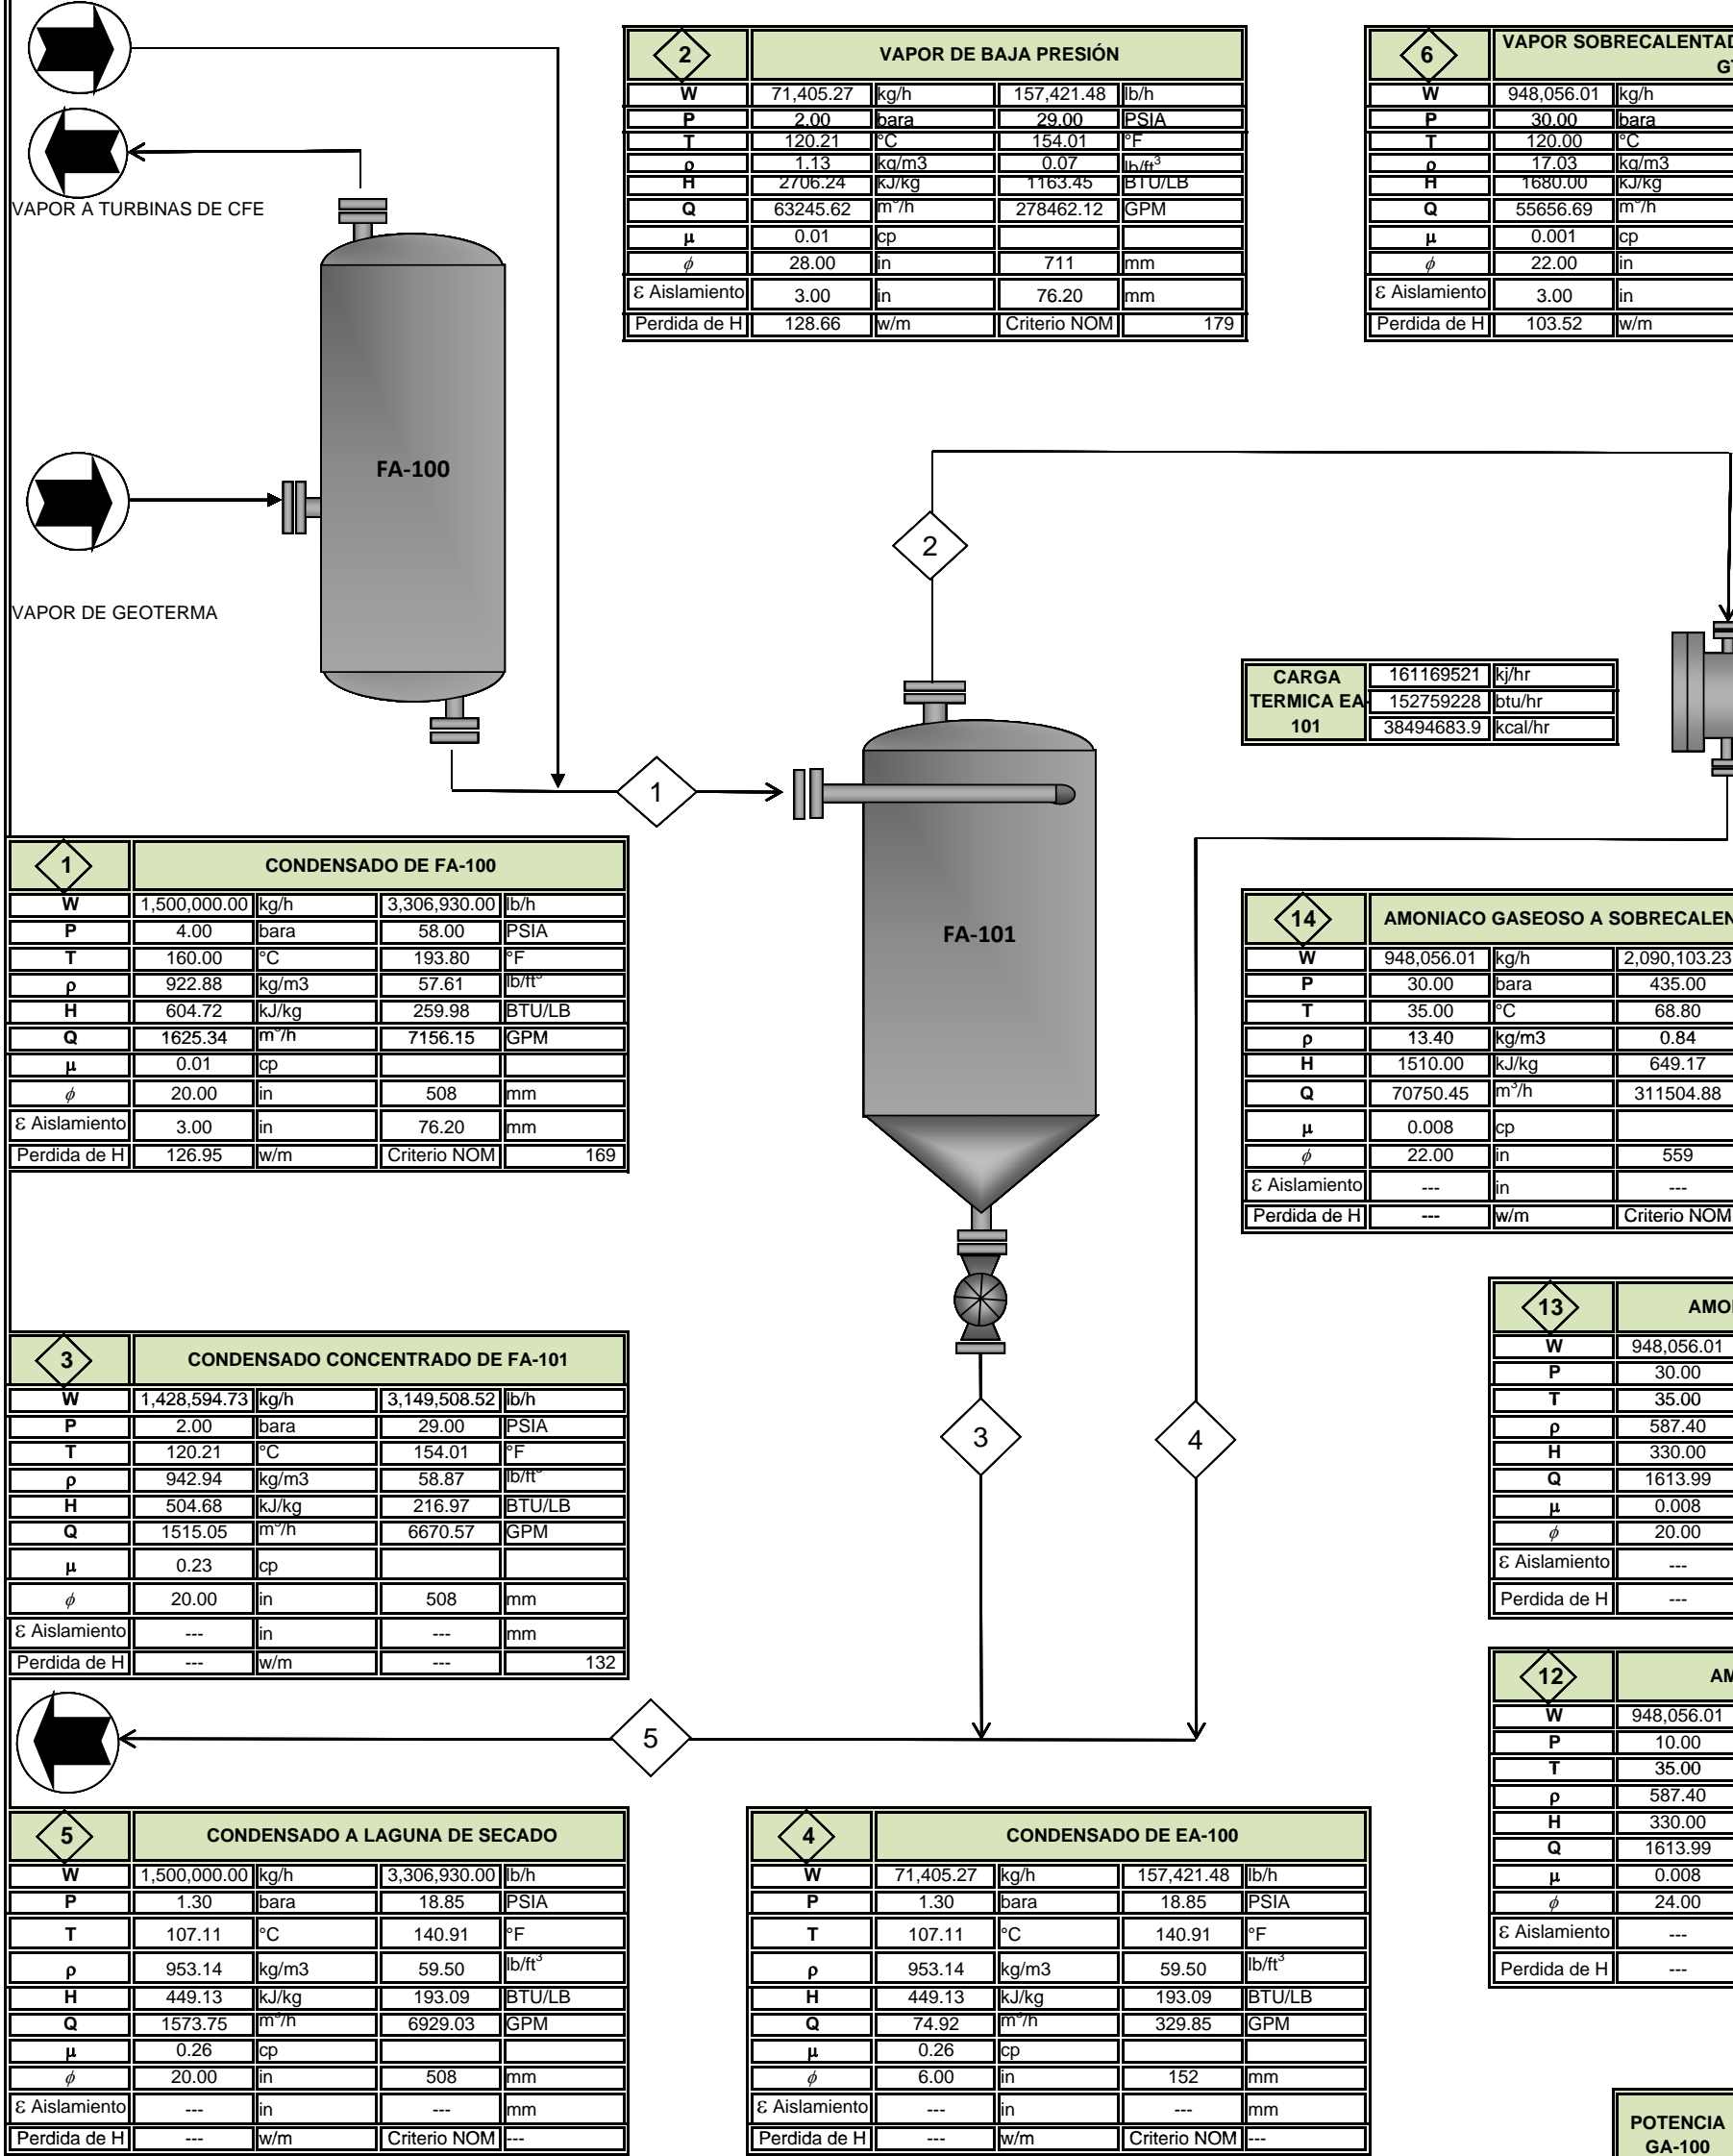 VAPOR A TURBINAS DE CFE
VAPOR DE GEOTERMA
FA-100
FA-101
1
2
3
4
5
2 VAPOR DE BAJA PRESIÓN
W 71,405.27 kg/h 157,421.48 lb/h
P 2.00 bara 29.00 PSIA
T 120.21 °C 154.01 °F
ρ 1.13 kg/m3 0.07 lb/ft³
H 2706.24 kJ/kg 1163.45 BTU/LB
Q 63245.62 m³/h 278462.12 GPM
μ 0.01 cp
ϕ 28.00 in 711 mm
ε Aislamiento 3.00 in 76.20 mm
Perdida de H 128.66 w/m Criterio NOM 179
6 VAPOR SOBRECALENTAD
W 948,056.01 kg/h
P 30.00 bara
T 120.00 °C
ρ 17.03 kg/m3
H 1680.00 kJ/kg
Q 55656.69 m³/h
μ 0.001 cp
ϕ 22.00 in
ε Aislamiento 3.00 in
Perdida de H 103.52 w/m
CARGA TERMICA EA-101
161169521 kj/hr
152759228 btu/hr
38494683.9 kcal/hr
1 CONDENSADO DE FA-100
W 1,500,000.00 kg/h 3,306,930.00 lb/h
P 4.00 bara 58.00 PSIA
T 160.00 °C 193.80 °F
ρ 922.88 kg/m3 57.61 lb/ft³
H 604.72 kJ/kg 259.98 BTU/LB
Q 1625.34 m³/h 7156.15 GPM
μ 0.01 cp
ϕ 20.00 in 508 mm
ε Aislamiento 3.00 in 76.20 mm
Perdida de H 126.95 w/m Criterio NOM 169
14 AMONIACO GASEOSO A SOBRECALEN
W 948,056.01 kg/h 2,090,103.23
P 30.00 bara 435.00
T 35.00 °C 68.80
ρ 13.40 kg/m3 0.84
H 1510.00 kJ/kg 649.17
Q 70750.45 m³/h 311504.88
μ 0.008 cp
ϕ 22.00 in 559
ε Aislamiento --- in ---
Perdida de H --- w/m Criterio NOM
13 AMO
W 948,056.01
P 30.00
T 35.00
ρ 587.40
H 330.00
Q 1613.99
μ 0.008
ϕ 20.00
ε Aislamiento ---
Perdida de H ---
3 CONDENSADO CONCENTRADO DE FA-101
W 1,428,594.73 kg/h 3,149,508.52 lb/h
P 2.00 bara 29.00 PSIA
T 120.21 °C 154.01 °F
ρ 942.94 kg/m3 58.87 lb/ft³
H 504.68 kJ/kg 216.97 BTU/LB
Q 1515.05 m³/h 6670.57 GPM
μ 0.23 cp
ϕ 20.00 in 508 mm
ε Aislamiento --- in --- mm
Perdida de H --- w/m --- 132
12 AM
W 948,056.01
P 10.00
T 35.00
ρ 587.40
H 330.00
Q 1613.99
μ 0.008
ϕ 24.00
ε Aislamiento ---
Perdida de H ---
5 CONDENSADO A LAGUNA DE SECADO
W 1,500,000.00 kg/h 3,306,930.00 lb/h
P 1.30 bara 18.85 PSIA
T 107.11 °C 140.91 °F
ρ 953.14 kg/m3 59.50 lb/ft³
H 449.13 kJ/kg 193.09 BTU/LB
Q 1573.75 m³/h 6929.03 GPM
μ 0.26 cp
ϕ 20.00 in 508 mm
ε Aislamiento --- in --- mm
Perdida de H --- w/m Criterio NOM ---
4 CONDENSADO DE EA-100
W 71,405.27 kg/h 157,421.48 lb/h
P 1.30 bara 18.85 PSIA
T 107.11 °C 140.91 °F
ρ 953.14 kg/m3 59.50 lb/ft³
H 449.13 kJ/kg 193.09 BTU/LB
Q 74.92 m³/h 329.85 GPM
μ 0.26 cp
ϕ 6.00 in 152 mm
ε Aislamiento --- in --- mm
Perdida de H --- w/m Criterio NOM ---
POTENCIA
GA-100